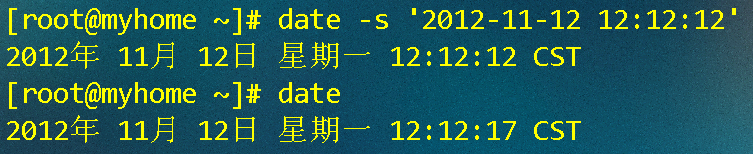 [root@myhome ~]# date -s '2012-11-12 12:12:12'
2012年 11月 12日 星期一 12:12:12 CST
[root@myhome ~]# date
2012年 11月 12日 星期一 12:12:17 CST